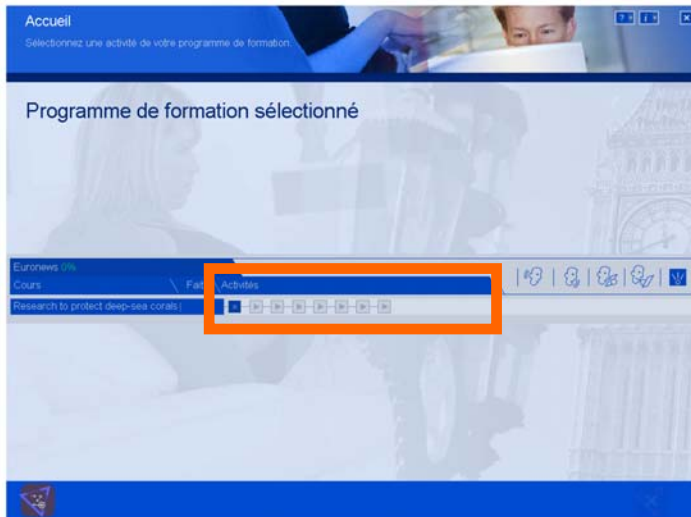 Accueil
Sélectionnez une activité de votre programme de formation.
Programme de formation sélectionné
Euronews 0%
Cours
Fait
Activités
Research to protect deep-sea corals